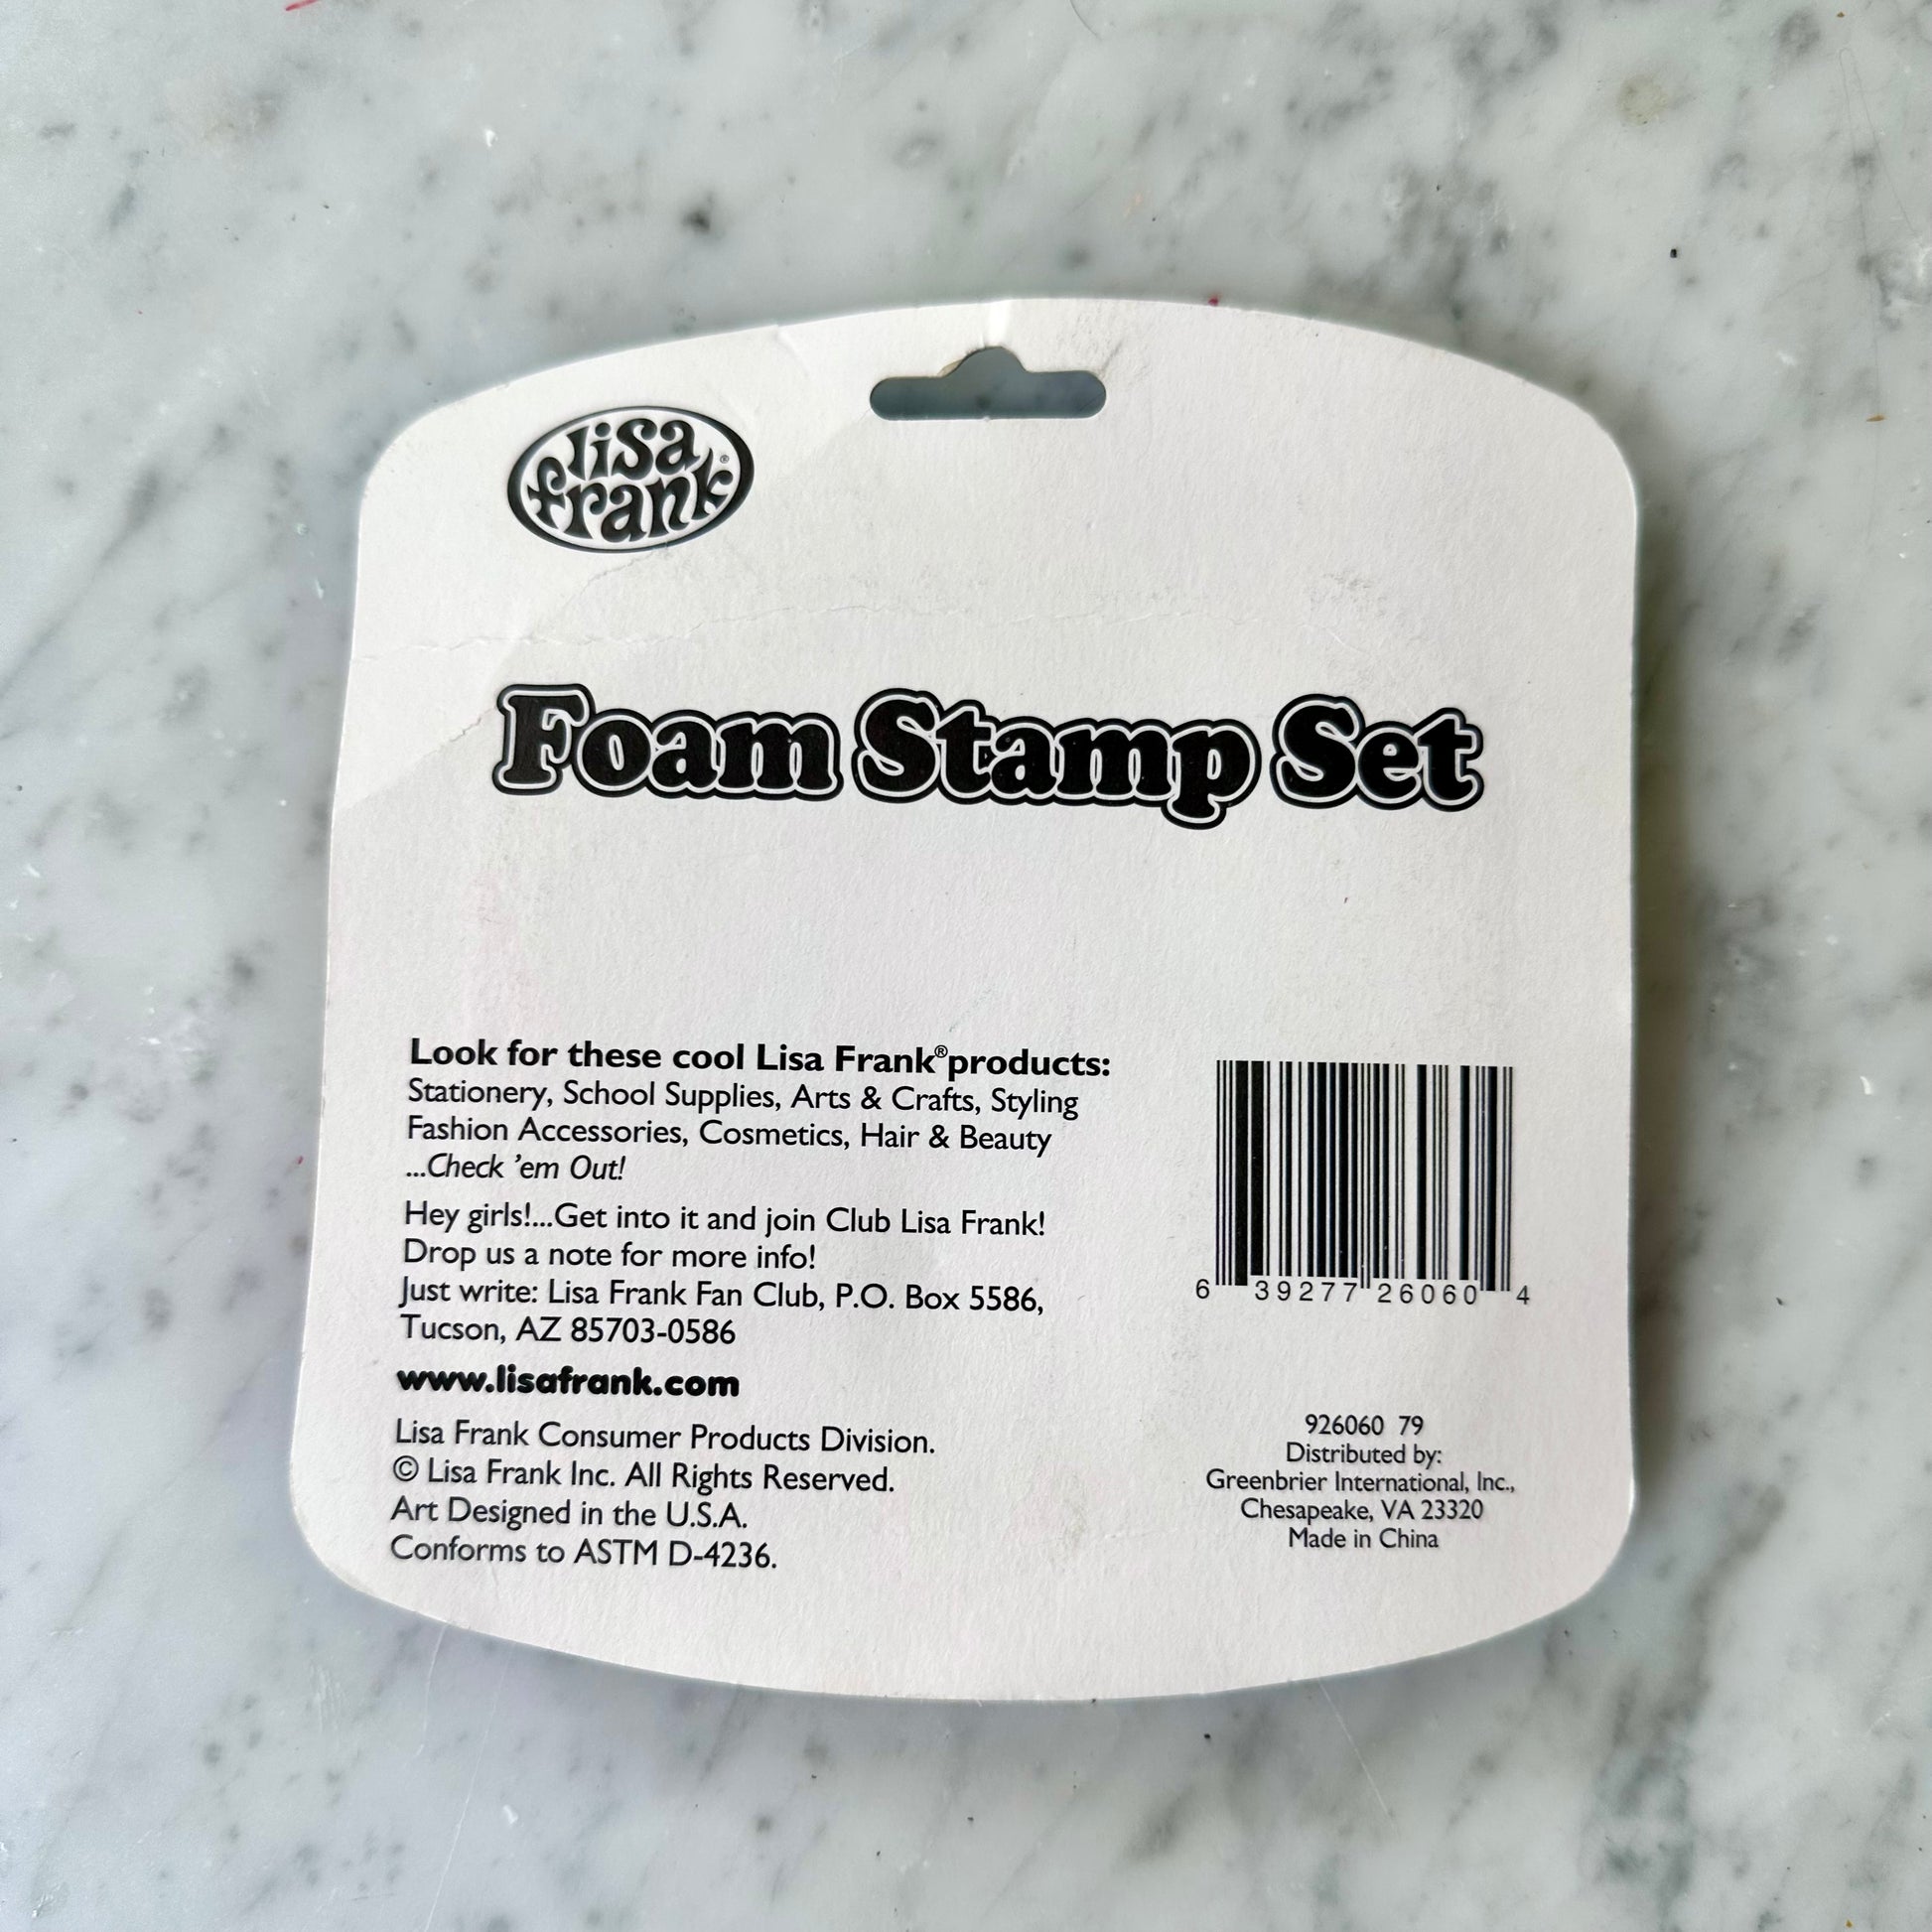 lisa
frank®
Foam Stamp Set
Look for these cool Lisa Frank® products:
Stationery, School Supplies, Arts & Crafts, Styling
Fashion Accessories, Cosmetics, Hair & Beauty
...Check ’em Out!
Hey girls!...Get into it and join Club Lisa Frank!
Drop us a note for more info!
Just write: Lisa Frank Fan Club, P.O. Box 5586,
Tucson, AZ 85703-0586
www.lisafrank.com
Lisa Frank Consumer Products Division.
© Lisa Frank Inc. All Rights Reserved.
Art Designed in the U.S.A.
Conforms to ASTM D-4236.
6 39277 26060 4
926060 79
Distributed by:
Greenbrier International, Inc.,
Chesapeake, VA 23320
Made in China